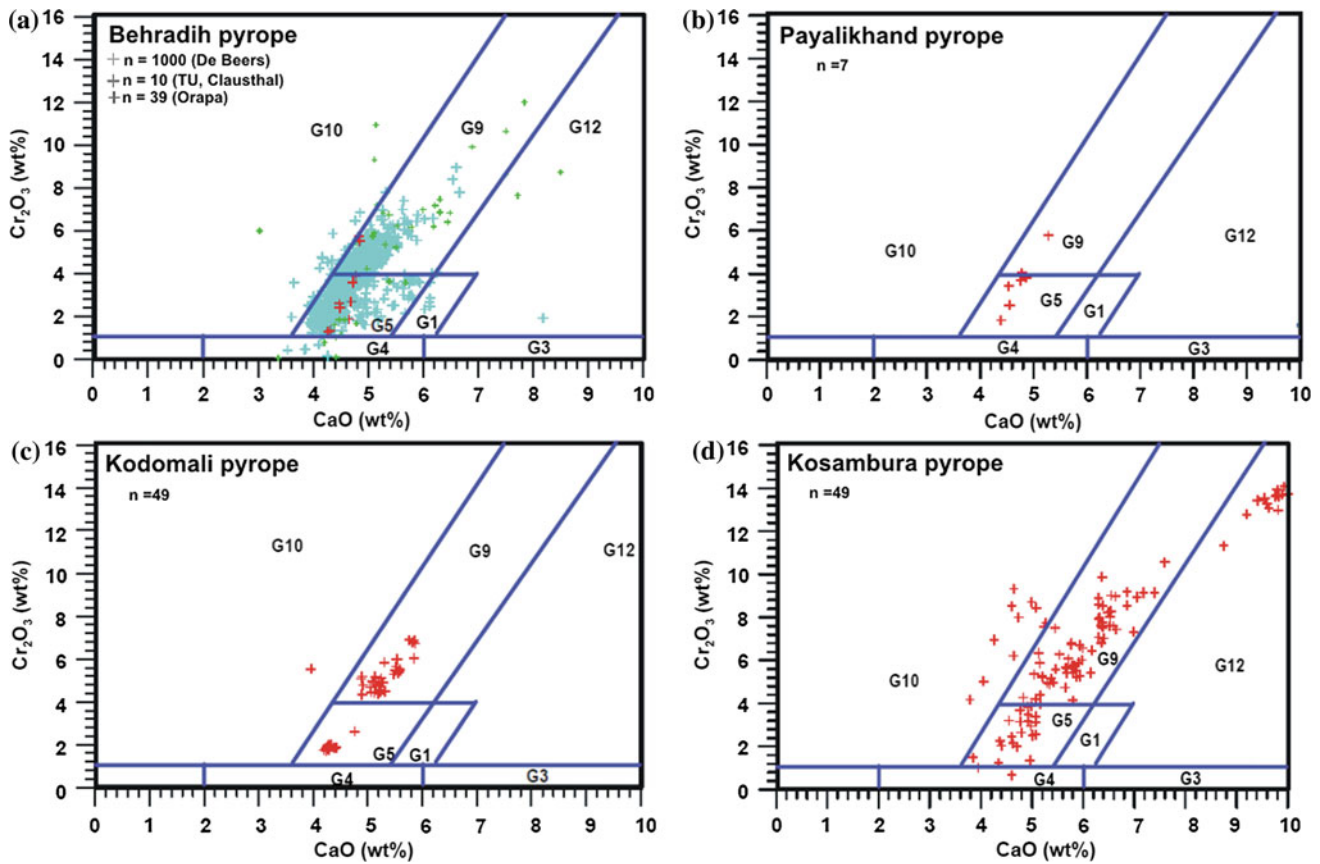 (a)
Behradih pyrope
n = 1000 (De Beers)
n = 10 (TU, Clausthal)
n = 39 (Orapa)
G10
G9
G12
G5
G1
G4
G3
Cr2O3 (wt%)
16
14
12
10
8
6
4
2
0
0 1 2 3 4 5 6 7 8 9 10
CaO (wt%)
(b)
Payalikhand pyrope
n =7
G10
G9
G12
G5
G1
G4
G3
Cr2O3 (wt%)
16
14
12
10
8
6
4
2
0
0 1 2 3 4 5 6 7 8 9 10
CaO (wt%)
(c)
Kodomali pyrope
n =49
G10
G9
G12
G5
G1
G4
G3
Cr2O3 (wt%)
16
14
12
10
8
6
4
2
0
0 1 2 3 4 5 6 7 8 9 10
CaO (wt%)
(d)
Kosambura pyrope
n =49
G10
G9
G12
G5
G1
G4
G3
Cr2O3 (wt%)
16
14
12
10
8
6
4
2
0
0 1 2 3 4 5 6 7 8 9 10
CaO (wt%)